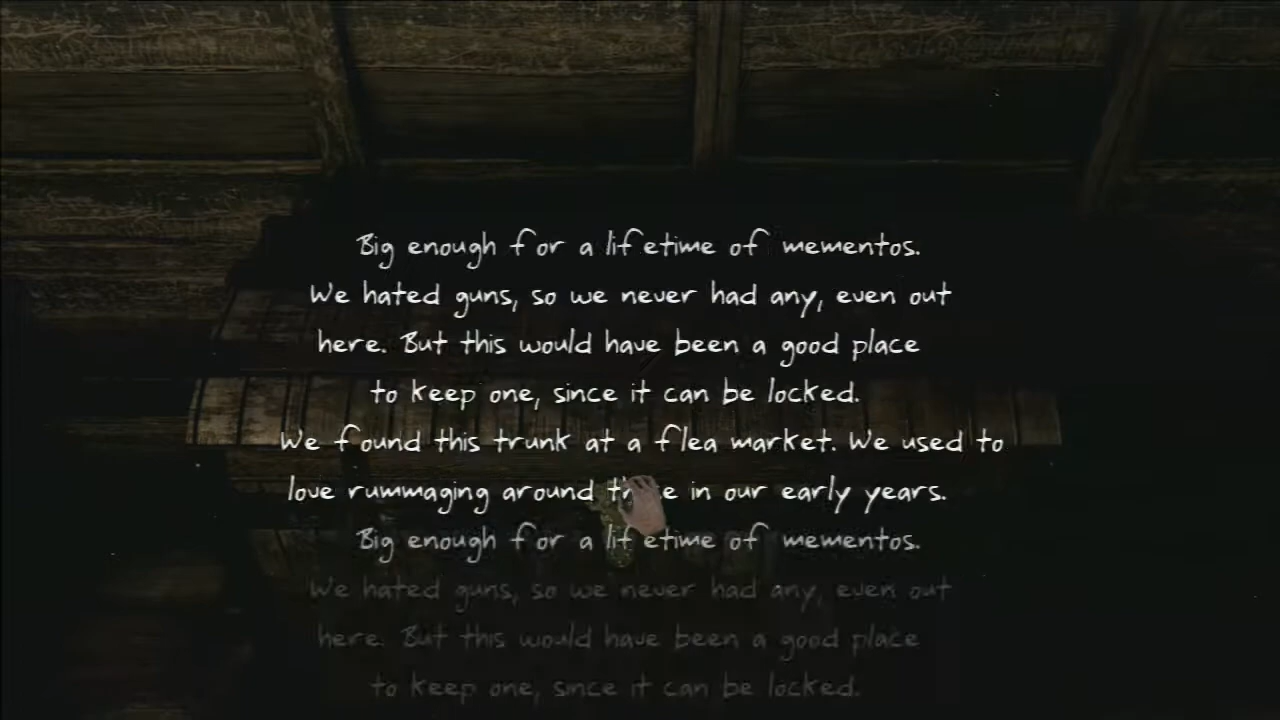 Big enough for a lifetime of mementos.
We hated guns, so we never had any, even out
here. But this would have been a good place
to keep one, since it can be locked.
We found this trunk at a flea market. We used to
love rummaging around in our early years.
Big enough for a lifetime of mementos.
We hated guns, so we never had any, even out
here. But this would have been a good place
to keep one, since it can be locked.